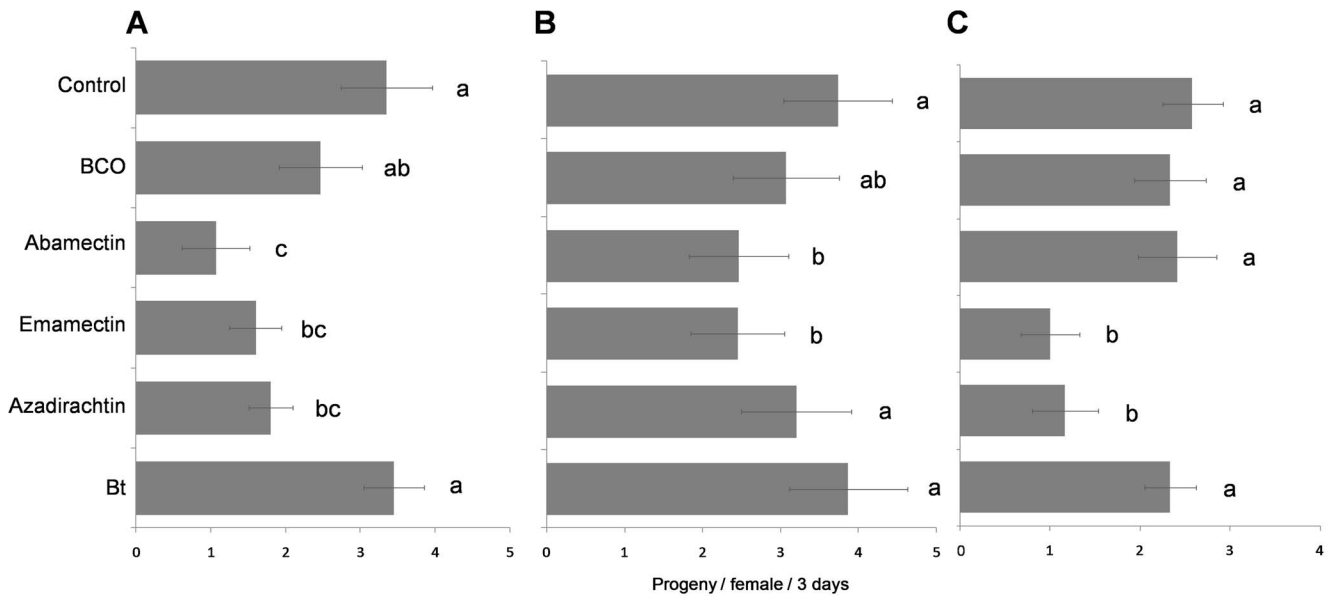 A B C
Control a a a
BCO ab ab a
Abamectin c b a
Emamectin bc b b
Azadirachtin bc a b
Bt a a a
0 1 2 3 4 5 0 1 2 3 4 5 0 1 2 3 4
Progeny / female / 3 days